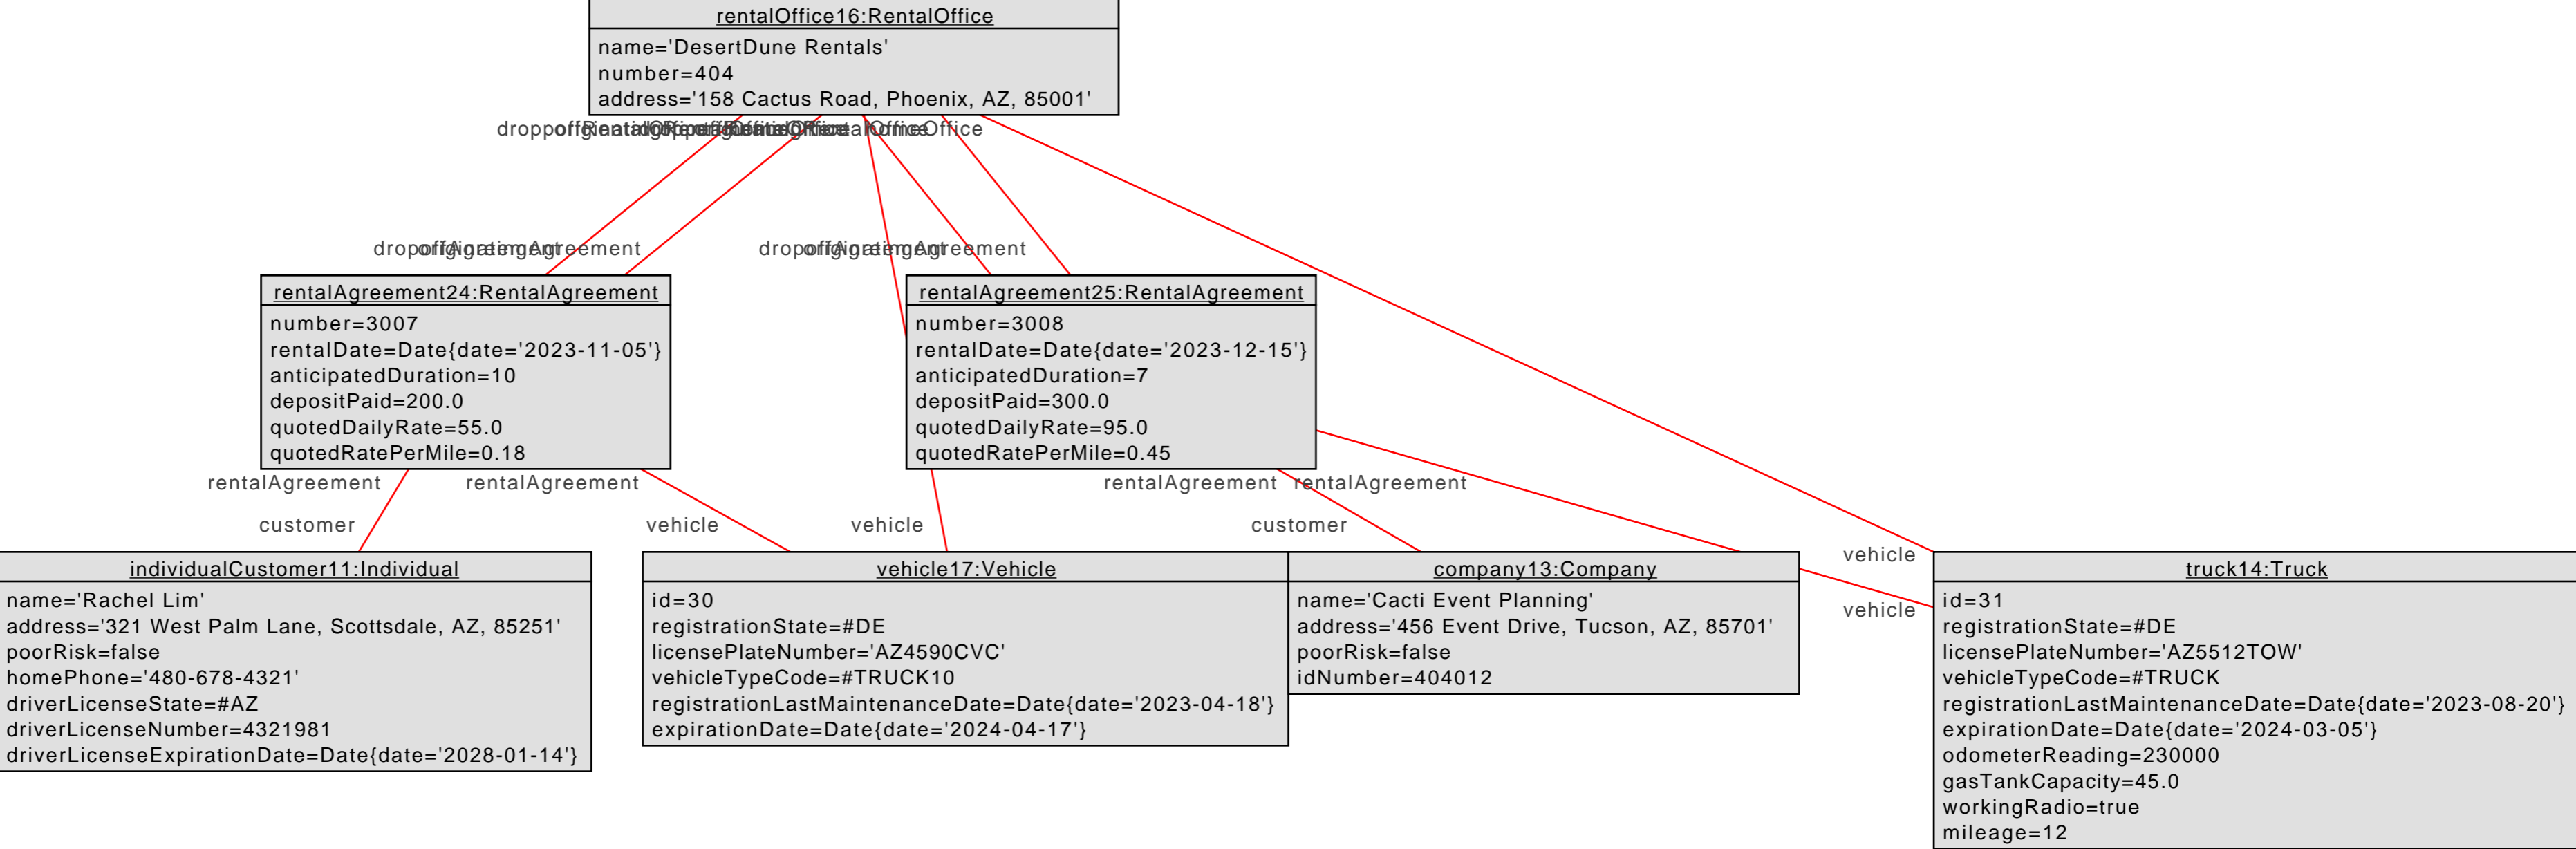 rentalOffice16:RentalOffice
name='DesertDune Rentals'
number=404
address='158 Cactus Road, Phoenix, AZ, 85001'
rentalAgreement24:RentalAgreement
number=3007
rentalDate=Date{date='2023-11-05'}
anticipatedDuration=10
depositPaid=200.0
quotedDailyRate=55.0
quotedRatePerMile=0.18
rentalAgreement25:RentalAgreement
number=3008
rentalDate=Date{date='2023-12-15'}
anticipatedDuration=7
depositPaid=300.0
quotedDailyRate=95.0
quotedRatePerMile=0.45
rentalAgreement
rentalAgreement
rentalAgreement
rentalAgreement
customer
vehicle
vehicle
customer
vehicle
vehicle
individualCustomer11:Individual
name='Rachel Lim'
address='321 West Palm Lane, Scottsdale, AZ, 85251'
poorRisk=false
homePhone='480-678-4321'
driverLicenseState=#AZ
driverLicenseNumber=4321981
driverLicenseExpirationDate=Date{date='2028-01-14'}
vehicle17:Vehicle
id=30
registrationState=#DE
licensePlateNumber='AZ4590CVC'
vehicleTypeCode=#TRUCK10
registrationLastMaintenanceDate=Date{date='2023-04-18'}
expirationDate=Date{date='2024-04-17'}
company13:Company
name='Cacti Event Planning'
address='456 Event Drive, Tucson, AZ, 85701'
poorRisk=false
idNumber=404012
truck14:Truck
id=31
registrationState=#DE
licensePlateNumber='AZ5512TOW'
vehicleTypeCode=#TRUCK
registrationLastMaintenanceDate=Date{date='2023-08-20'}
expirationDate=Date{date='2024-03-05'}
odometerReading=230000
gasTankCapacity=45.0
workingRadio=true
mileage=12